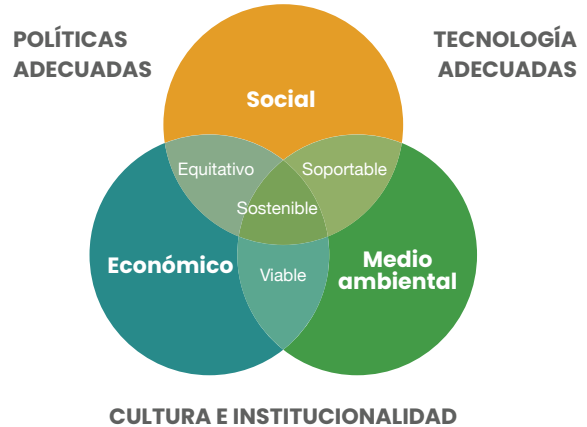 POLÍTICAS
ADECUADAS
TECNOLOGÍA
ADECUADAS
Social
Equitativo
Soportable
Sostenible
Económico
Viable
Medio
ambiental
CULTURA E INSTITUCIONALIDAD